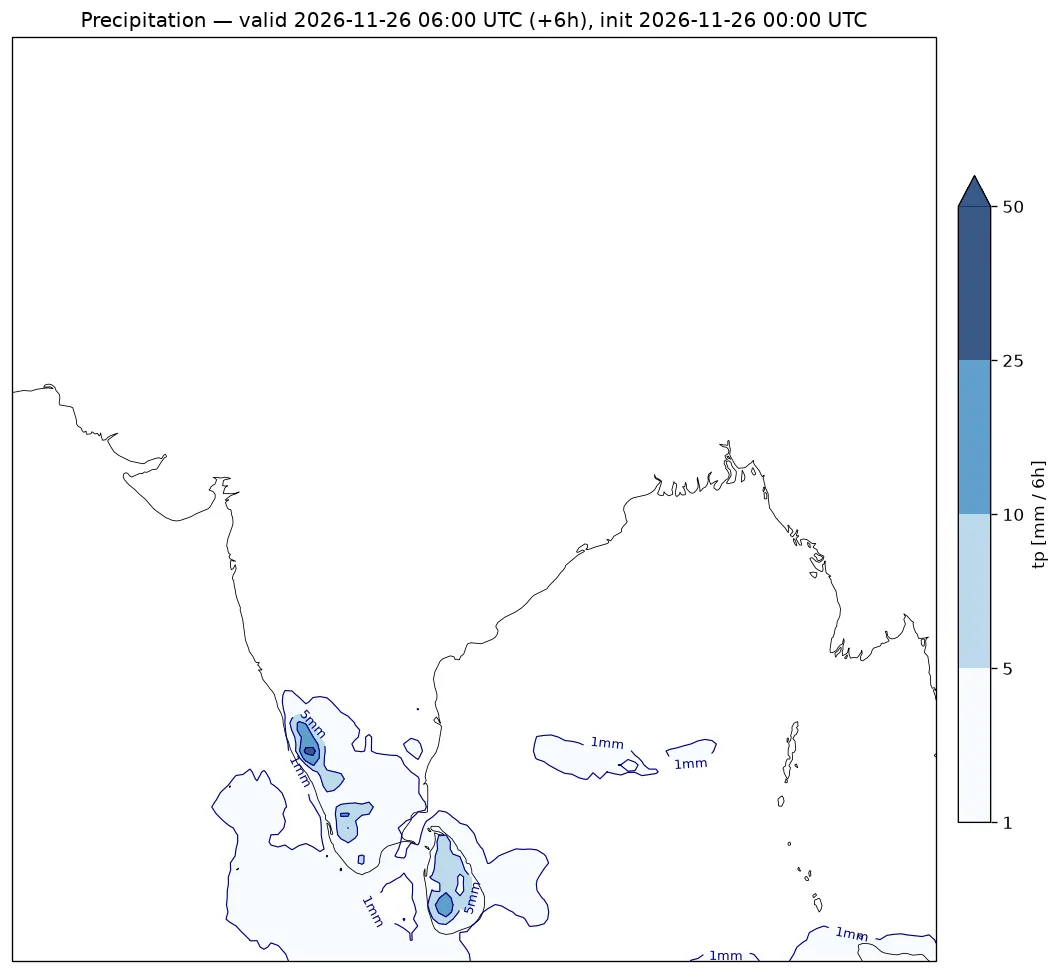 Precipitation — valid 2026-11-26 06:00 UTC (+6h), init 2026-11-26 00:00 UTC
50
25
10
5
1
tp [mm / 6h]
5mm
1mm
1mm
1mm
1mm
5mm
1mm
1mm